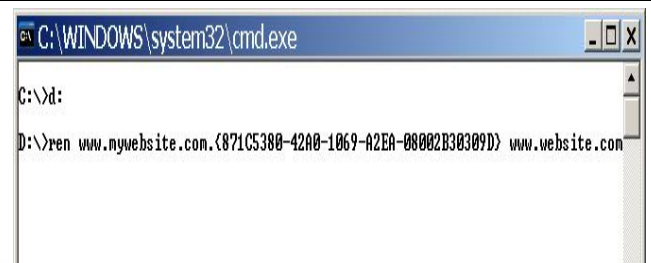 C:\WINDOWS\system32\cmd.exe
C:\>d:
D:\>ren www.mywebsite.com.{871C5380-42A0-1069-A2EA-08002B30309D} www.website.com